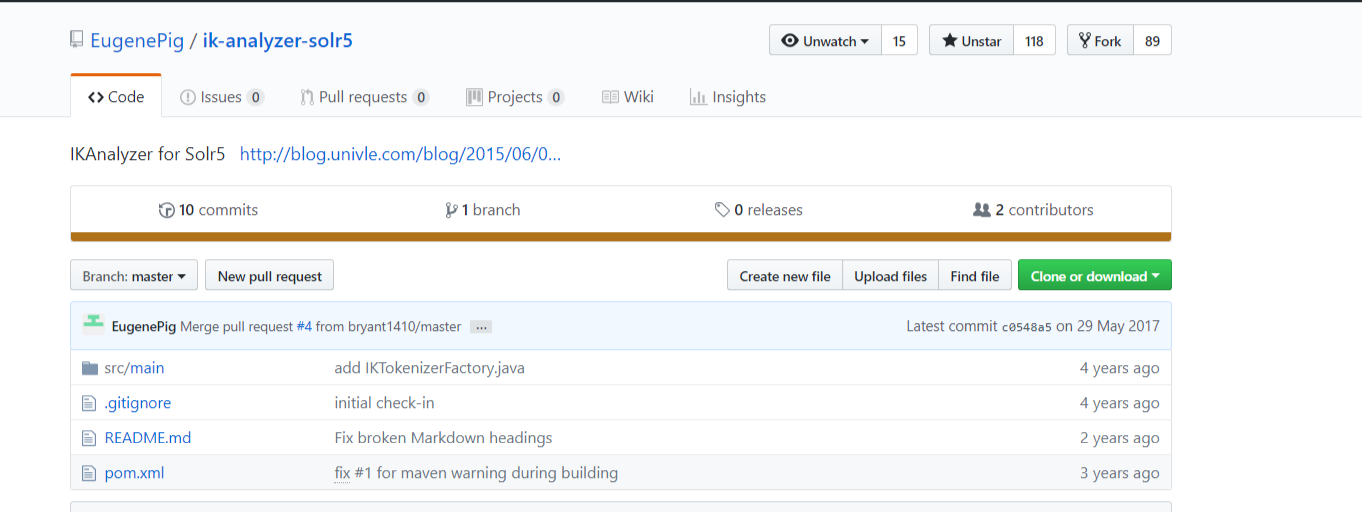 EugenePig / ik-analyzer-solr5 Unwatch 15 Unstar 118 Fork 89
Code Issues 0 Pull requests 0 Projects 0 Wiki Insights
IKAnalyzer for Solr5 http://blog.univle.com/blog/2015/06/0…
10 commits 1 branch 0 releases 2 contributors
Branch: master New pull request Create new file Upload files Find file Clone or download
EugenePig Merge pull request #4 from bryant1410/master … Latest commit c0548a5 on 29 May 2017
src/main add IKTokenizerFactory.java 4 years ago
.gitignore initial check-in 4 years ago
README.md Fix broken Markdown headings 2 years ago
pom.xml fix #1 for maven warning during building 3 years ago